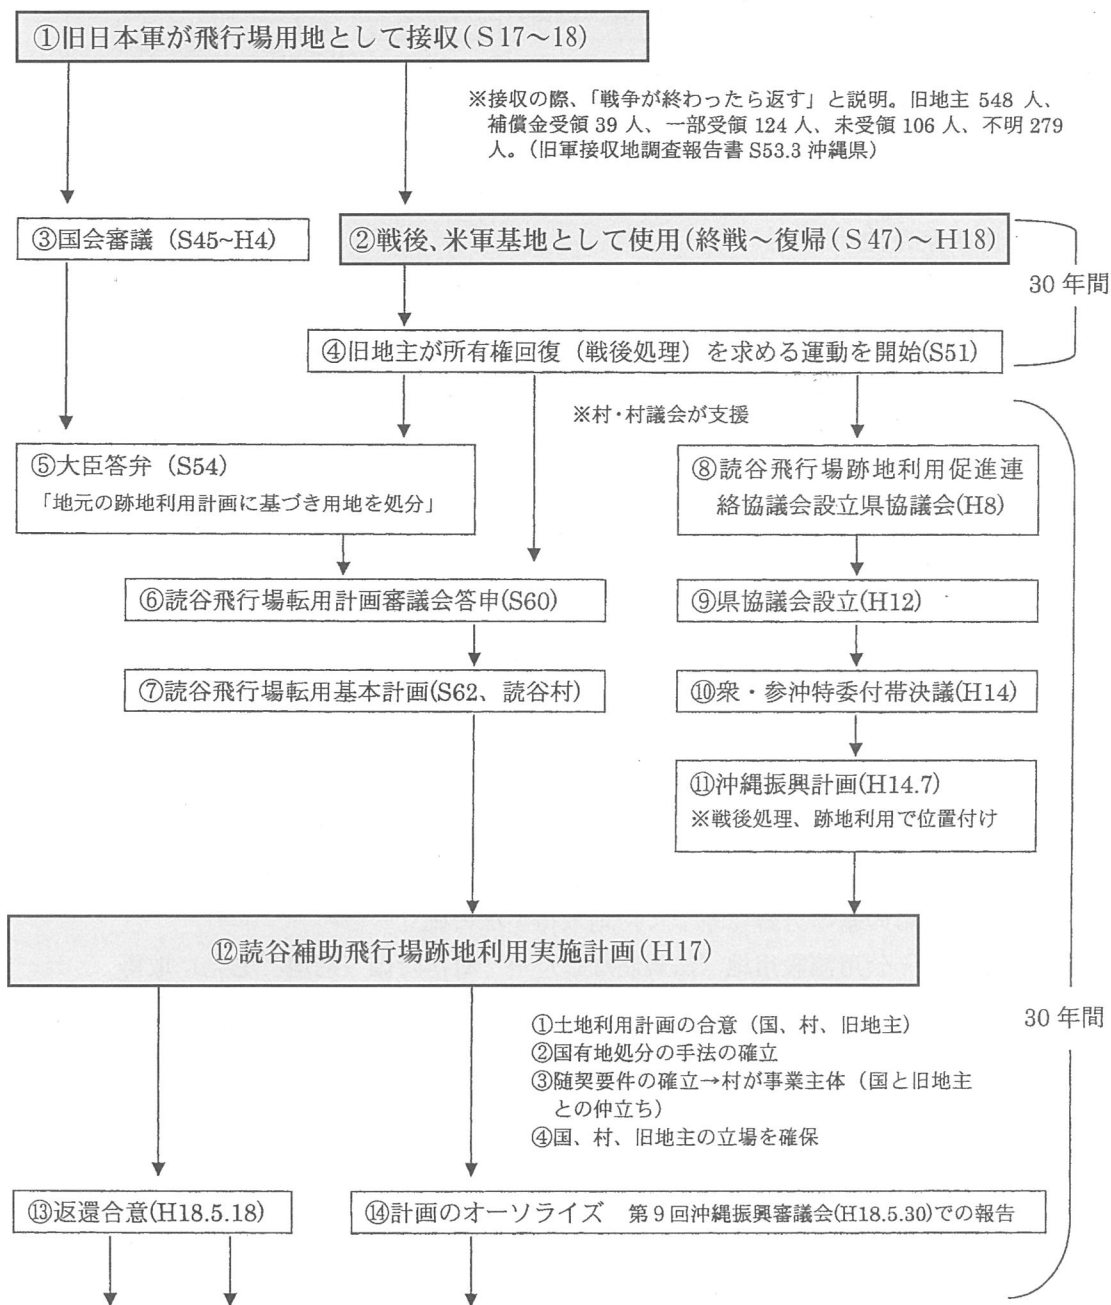 ①旧日本軍が飛行場用地として接収(S17～18)
※接収の際、「戦争が終わったら返す」と説明。旧地主 548 人、
補償金受領 39 人、一部受領 124 人、未受領 106 人、不明 279
人。(旧軍接収地調査報告書 S53.3 沖縄県)
③国会審議（S45~H4）
②戦後、米軍基地として使用(終戦～復帰(S47)～H18)
30 年間
④旧地主が所有権回復（戦後処理）を求める運動を開始(S51)
※村・村議会が支援
⑤大臣答弁（S54）
「地元の跡地利用計画に基づき用地を処分」
⑧読谷飛行場跡地利用促進連
絡協議会設立県協議会(H8)
⑥読谷飛行場転用計画審議会答申(S60)
⑨県協議会設立(H12)
⑦読谷飛行場転用基本計画(S62、読谷村)
⑩衆・参沖特委付帯決議(H14)
⑪沖縄振興計画(H14.7)
※戦後処理、跡地利用で位置付け
⑫読谷補助飛行場跡地利用実施計画(H17)
30 年間
①土地利用計画の合意（国、村、旧地主）
②国有地処分の手法の確立
③随契要件の確立→村が事業主体（国と旧地主
との仲立ち）
④国、村、旧地主の立場を確保
⑬返還合意(H18.5.18)
⑭計画のオーソライズ 第 9 回沖縄振興審議会(H18.5.30)での報告